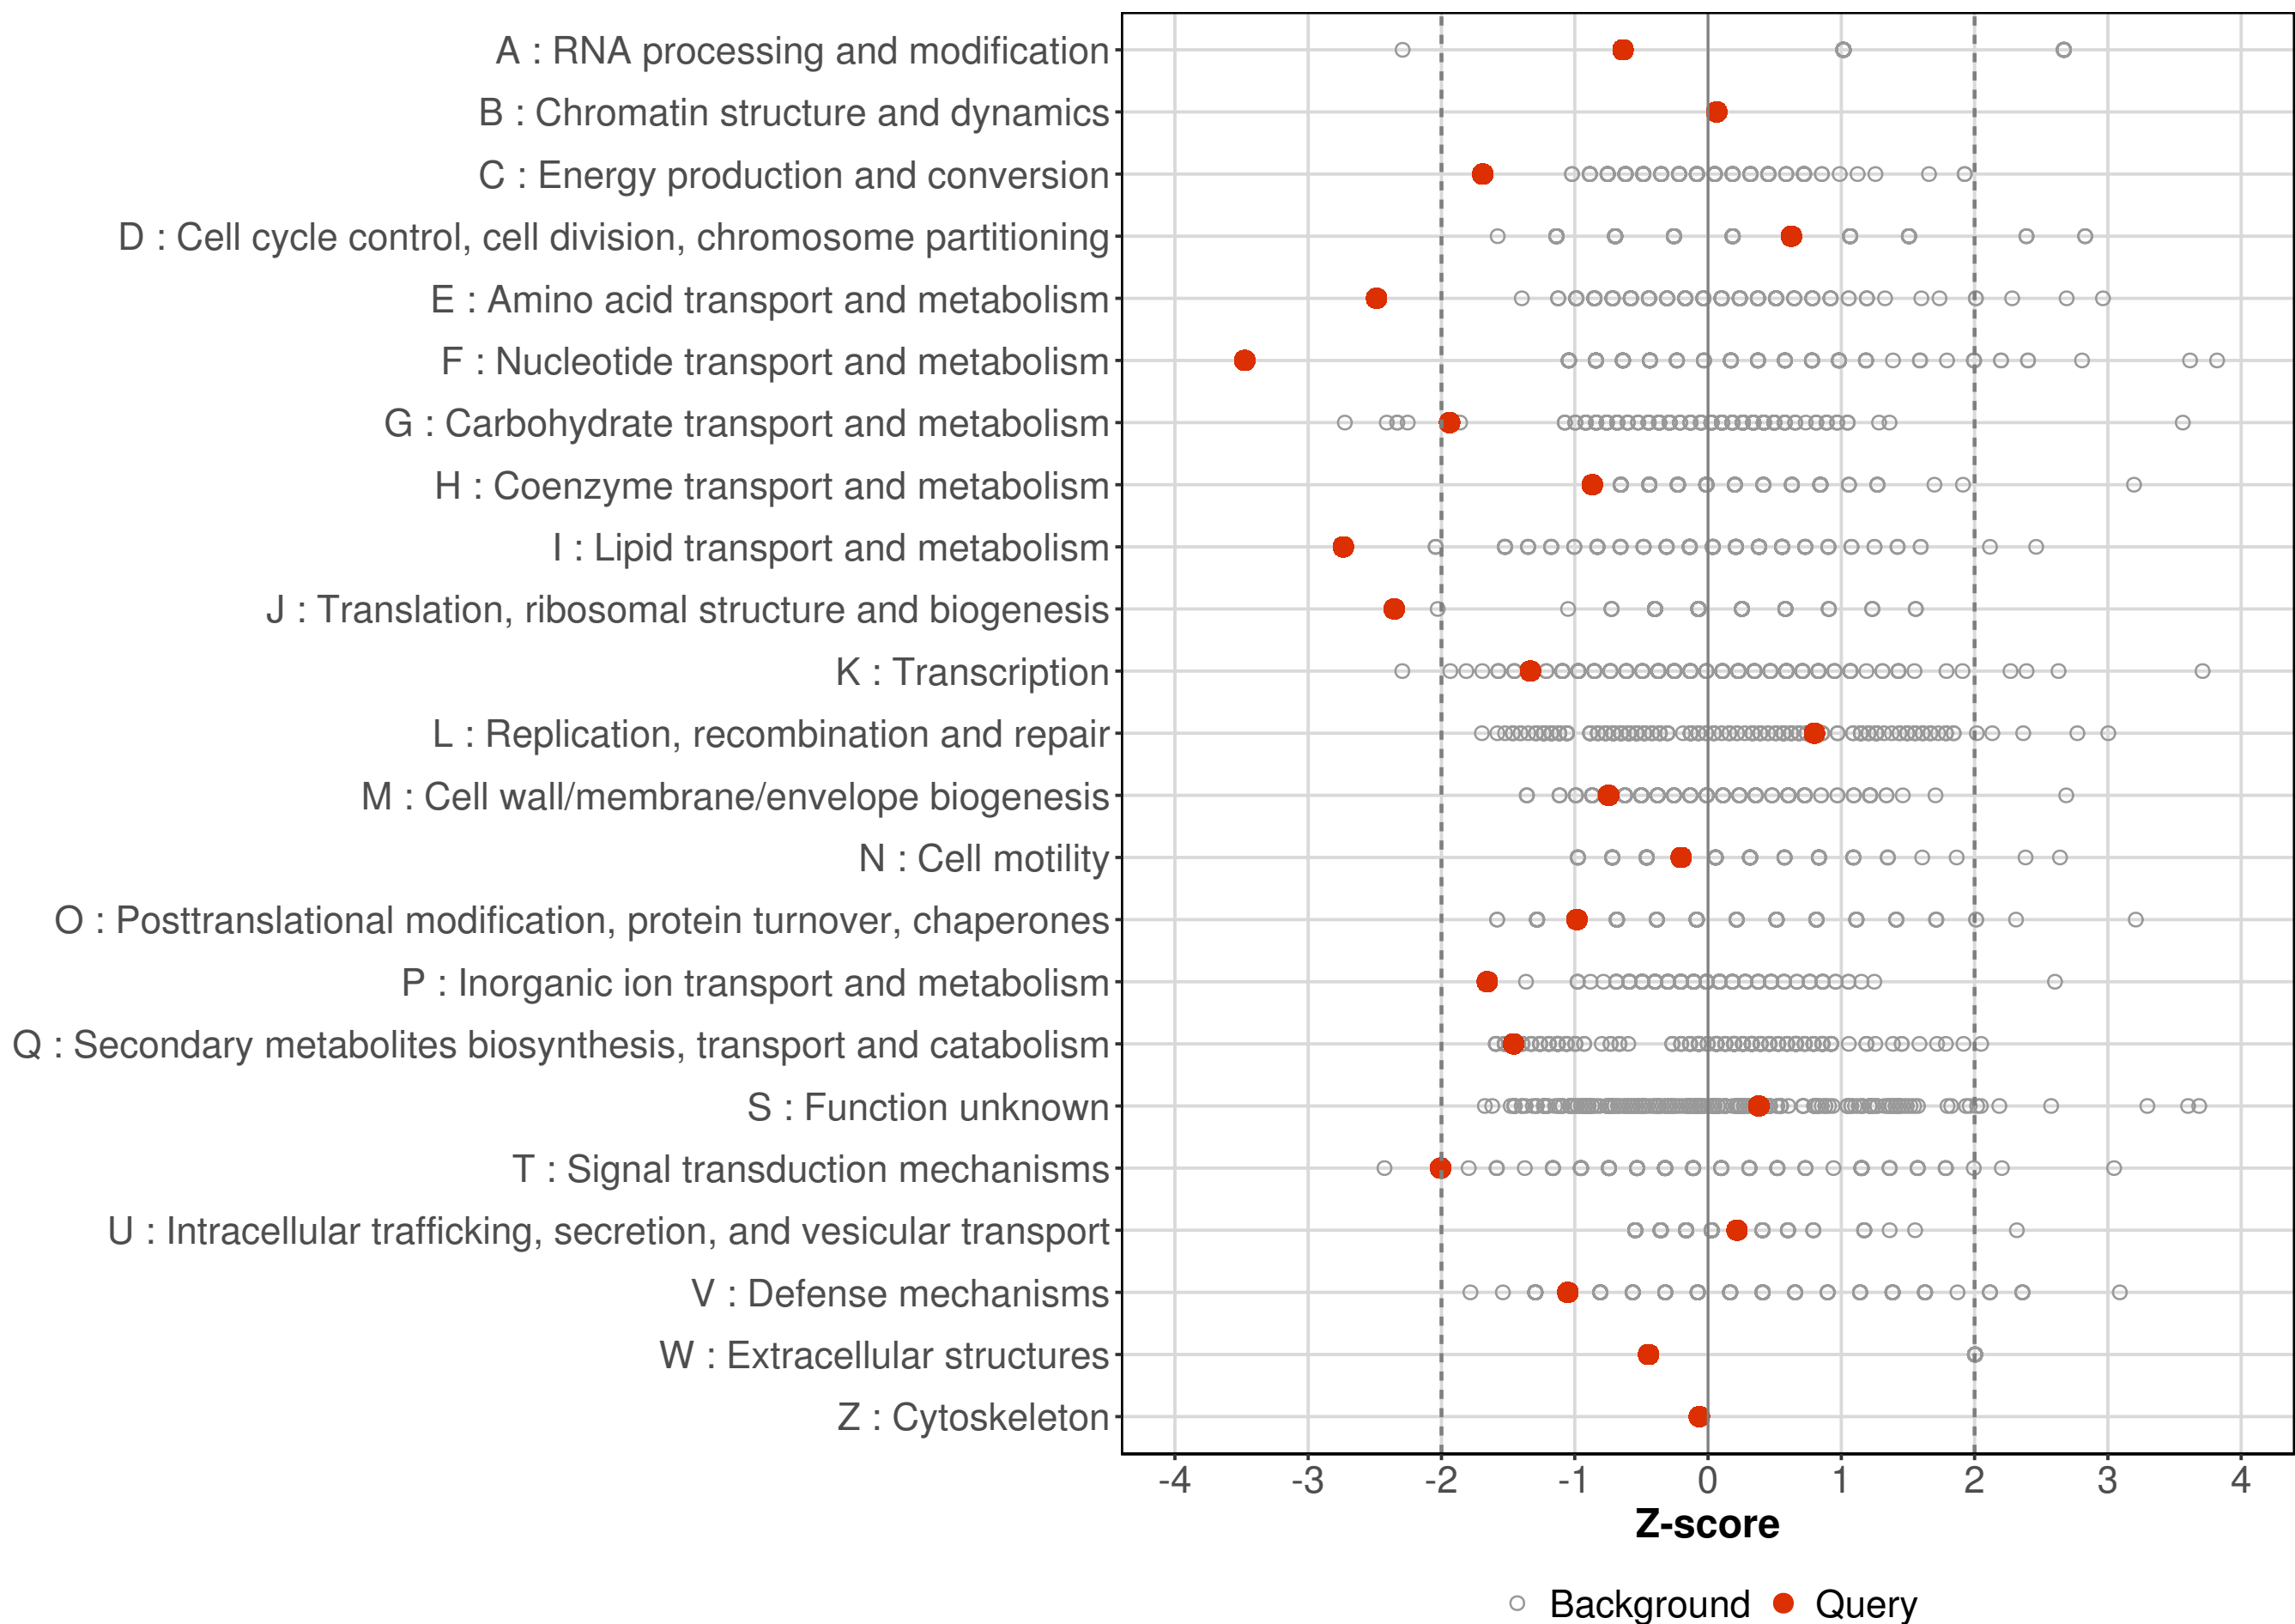 A : RNA processing and modification
B : Chromatin structure and dynamics
C : Energy production and conversion
D : Cell cycle control, cell division, chromosome partitioning
E : Amino acid transport and metabolism
F : Nucleotide transport and metabolism
G : Carbohydrate transport and metabolism
H : Coenzyme transport and metabolism
I : Lipid transport and metabolism
J : Translation, ribosomal structure and biogenesis
K : Transcription
L : Replication, recombination and repair
M : Cell wall/membrane/envelope biogenesis
N : Cell motility
O : Posttranslational modification, protein turnover, chaperones
P : Inorganic ion transport and metabolism
Q : Secondary metabolites biosynthesis, transport and catabolism
S : Function unknown
T : Signal transduction mechanisms
U : Intracellular trafficking, secretion, and vesicular transport
V : Defense mechanisms
W : Extracellular structures
Z : Cytoskeleton
-4 -3 -2 -1 0 1 2 3 4
Z-score
Background Query